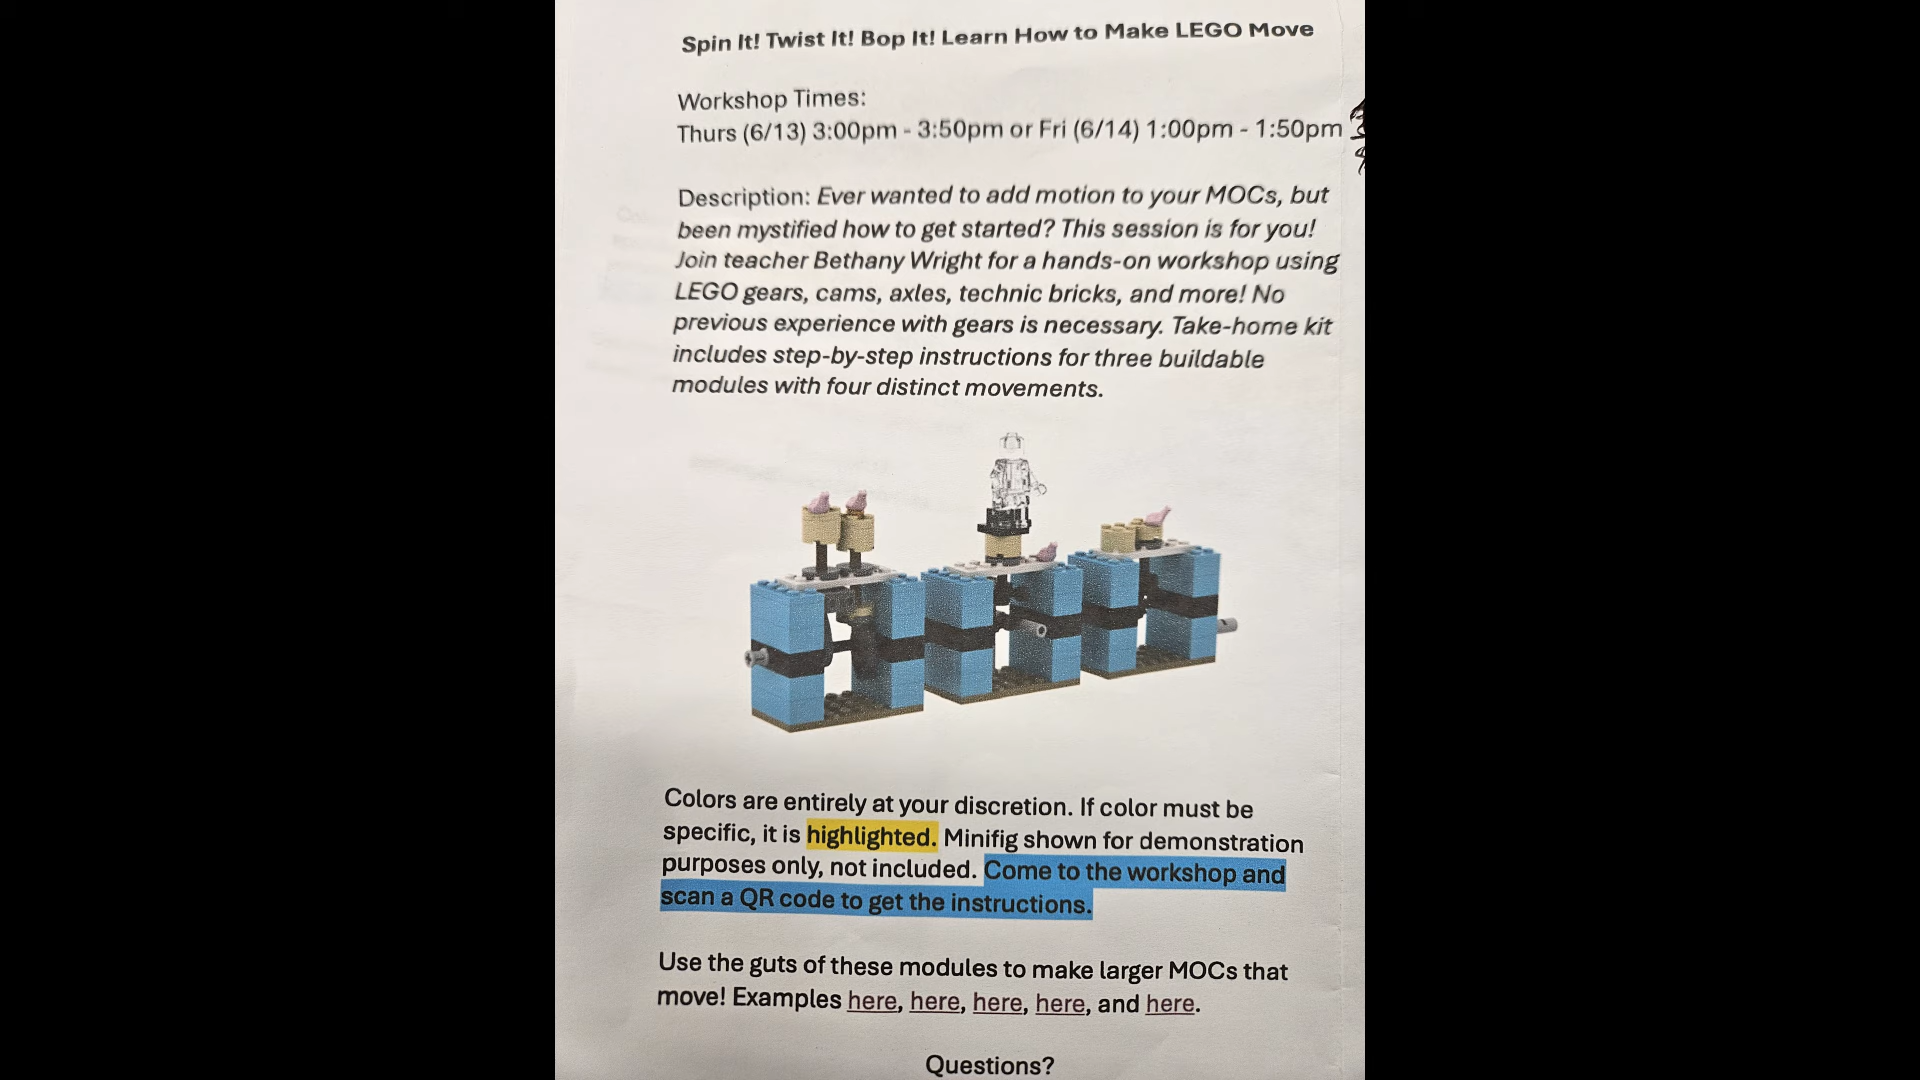 Spin It! Twist It! Bop It! Learn How to Make LEGO Move
Workshop Times:
Thurs (6/13) 3:00pm - 3:50pm or Fri (6/14) 1:00pm - 1:50pm
Description: Ever wanted to add motion to your MOCs, but
been mystified how to get started? This session is for you!
Join teacher Bethany Wright for a hands-on workshop using
LEGO gears, cams, axles, technic bricks, and more! No
previous experience with gears is necessary. Take-home kit
includes step-by-step instructions for three buildable
modules with four distinct movements.
Colors are entirely at your discretion. If color must be
specific, it is highlighted. Minifig shown for demonstration
purposes only, not included. Come to the workshop and
scan a QR code to get the instructions.
Use the guts of these modules to make larger MOCs that
move! Examples here, here, here, here, and here.
Questions?